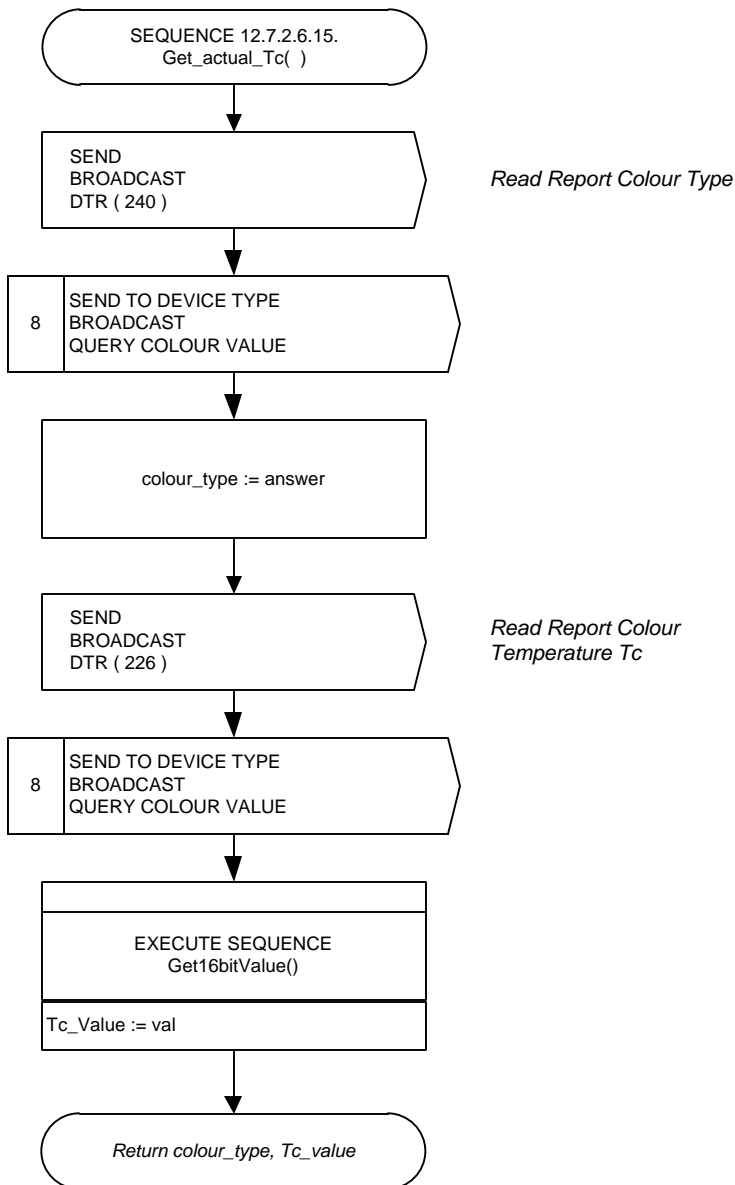 SEQUENCE 12.7.2.6.15.
Get_actual_Tc( )
SEND
BROADCAST
DTR ( 240 )
Read Report Colour Type
8
SEND TO DEVICE TYPE
BROADCAST
QUERY COLOUR VALUE
colour_type := answer
SEND
BROADCAST
DTR ( 226 )
Read Report Colour
Temperature Tc
8
SEND TO DEVICE TYPE
BROADCAST
QUERY COLOUR VALUE
EXECUTE SEQUENCE
Get16bitValue()
Tc_Value := val
Return colour_type, Tc_value